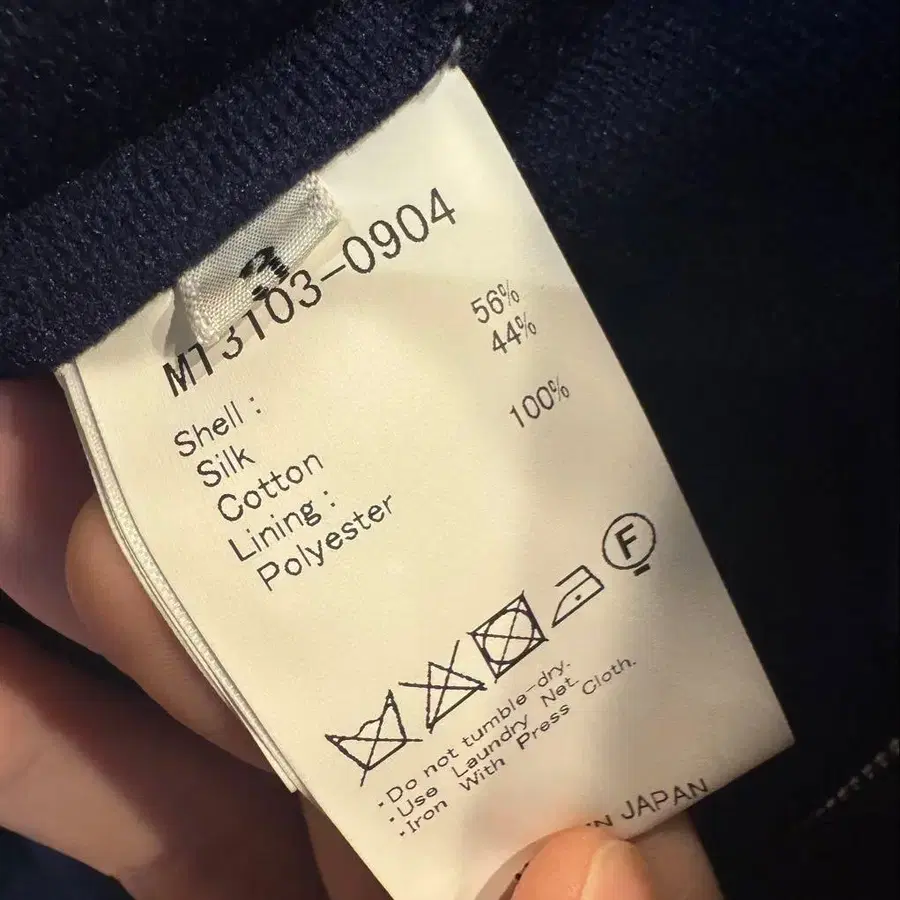 3
M13103-0904
Shell:
Silk 56%
Cotton 44%
Lining:
Polyester 100%
F
·Do not tumble-dry.
·Use Laundry Net.
·Iron With Press Cloth.
JAPAN